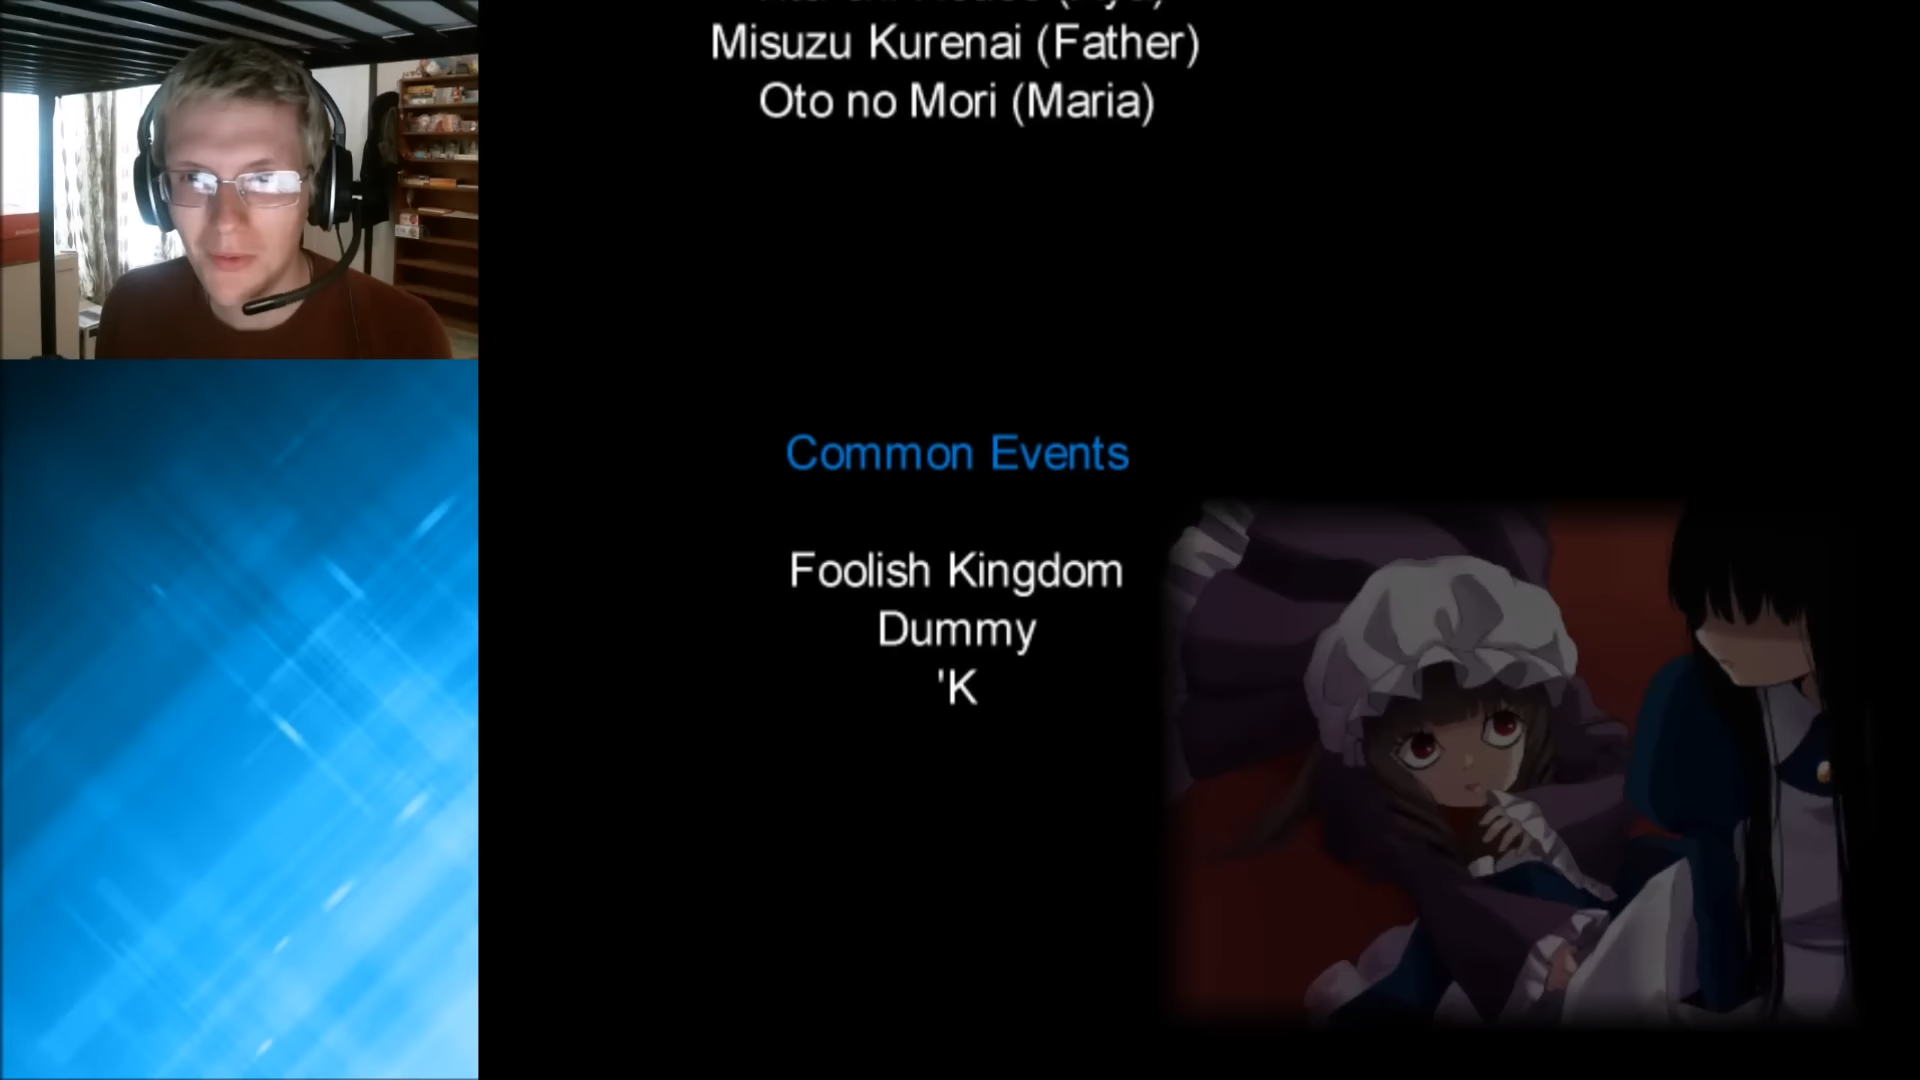 Misuzu Kurenai (Father)
Oto no Mori (Maria)
Common Events
Foolish Kingdom
Dummy
'K